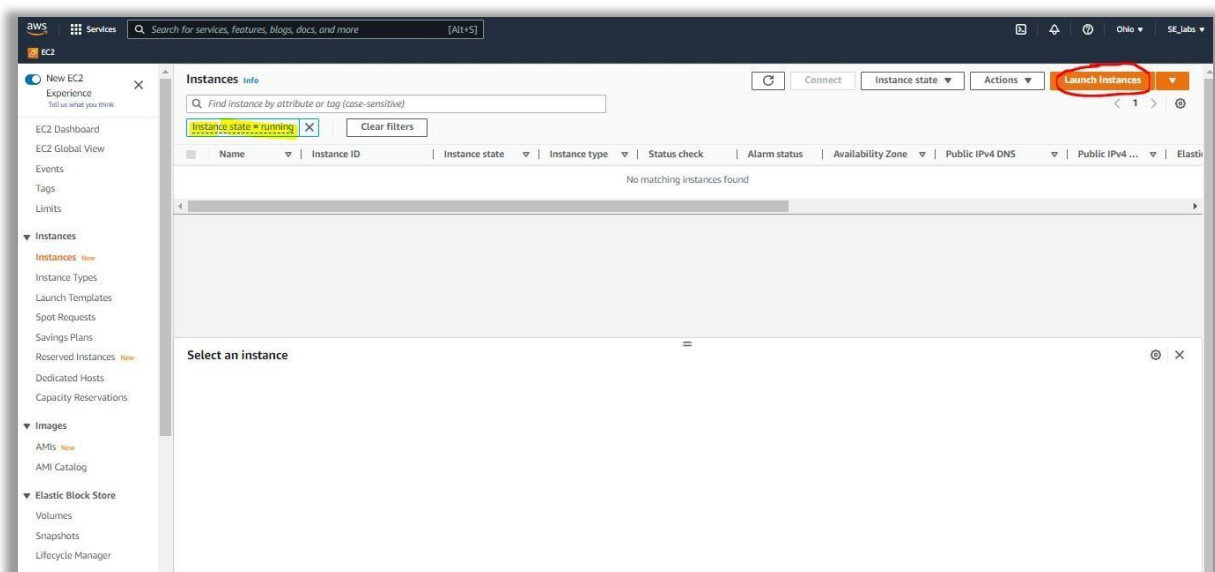 aws Services Search for services, features, blogs, docs, and more [Alt+S] Ohio SE_labs
EC2
New EC2 Experience
Tell us what you think
EC2 Dashboard
EC2 Global View
Events
Tags
Limits
Instances
Instances New
Instance Types
Launch Templates
Spot Requests
Savings Plans
Reserved Instances New
Dedicated Hosts
Capacity Reservations
Images
AMIs New
AMI Catalog
Elastic Block Store
Volumes
Snapshots
Lifecycle Manager
Instances Info
Connect Instance state Actions Launch instances
Find instance by attribute or tag (case-sensitive)
1
Instance state = running Clear filters
Name Instance ID Instance state Instance type Status check Alarm status Availability Zone Public IPv4 DNS Public IPv4 ... Elasti
No matching instances found
Select an instance